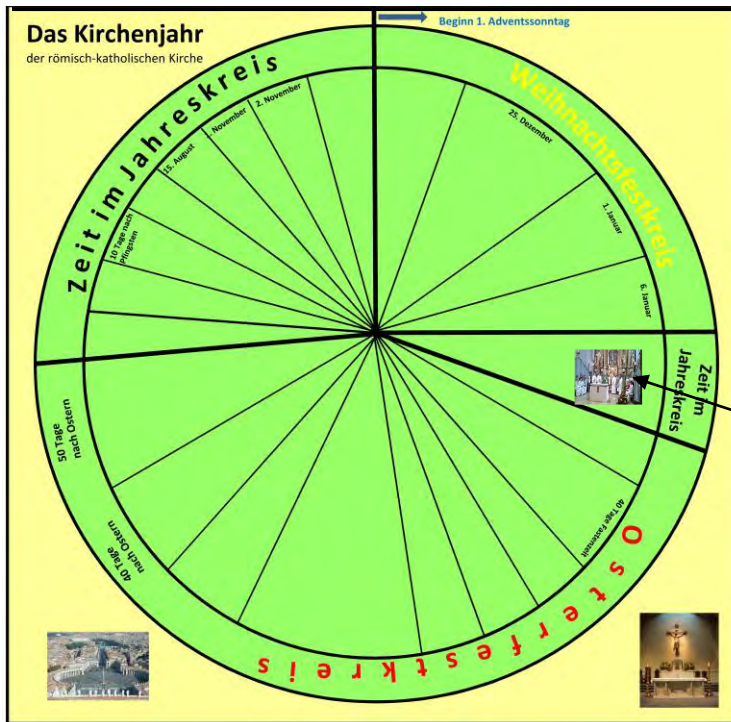 Das Kirchenjahr
der römisch-katholischen Kirche
Beginn 1. Adventssonntag
Weihnachtsfestkreis
25. Dezember
1. Januar
6. Januar
Zeit im
Jahreskreis
Osterfestkreis
40 Tage Fastenzeit
40 Tage
nach Ostern
50 Tage
nach Ostern
Zeit im Jahreskreis
10 Tage nach
Pfingsten
15. August
. November
2. November